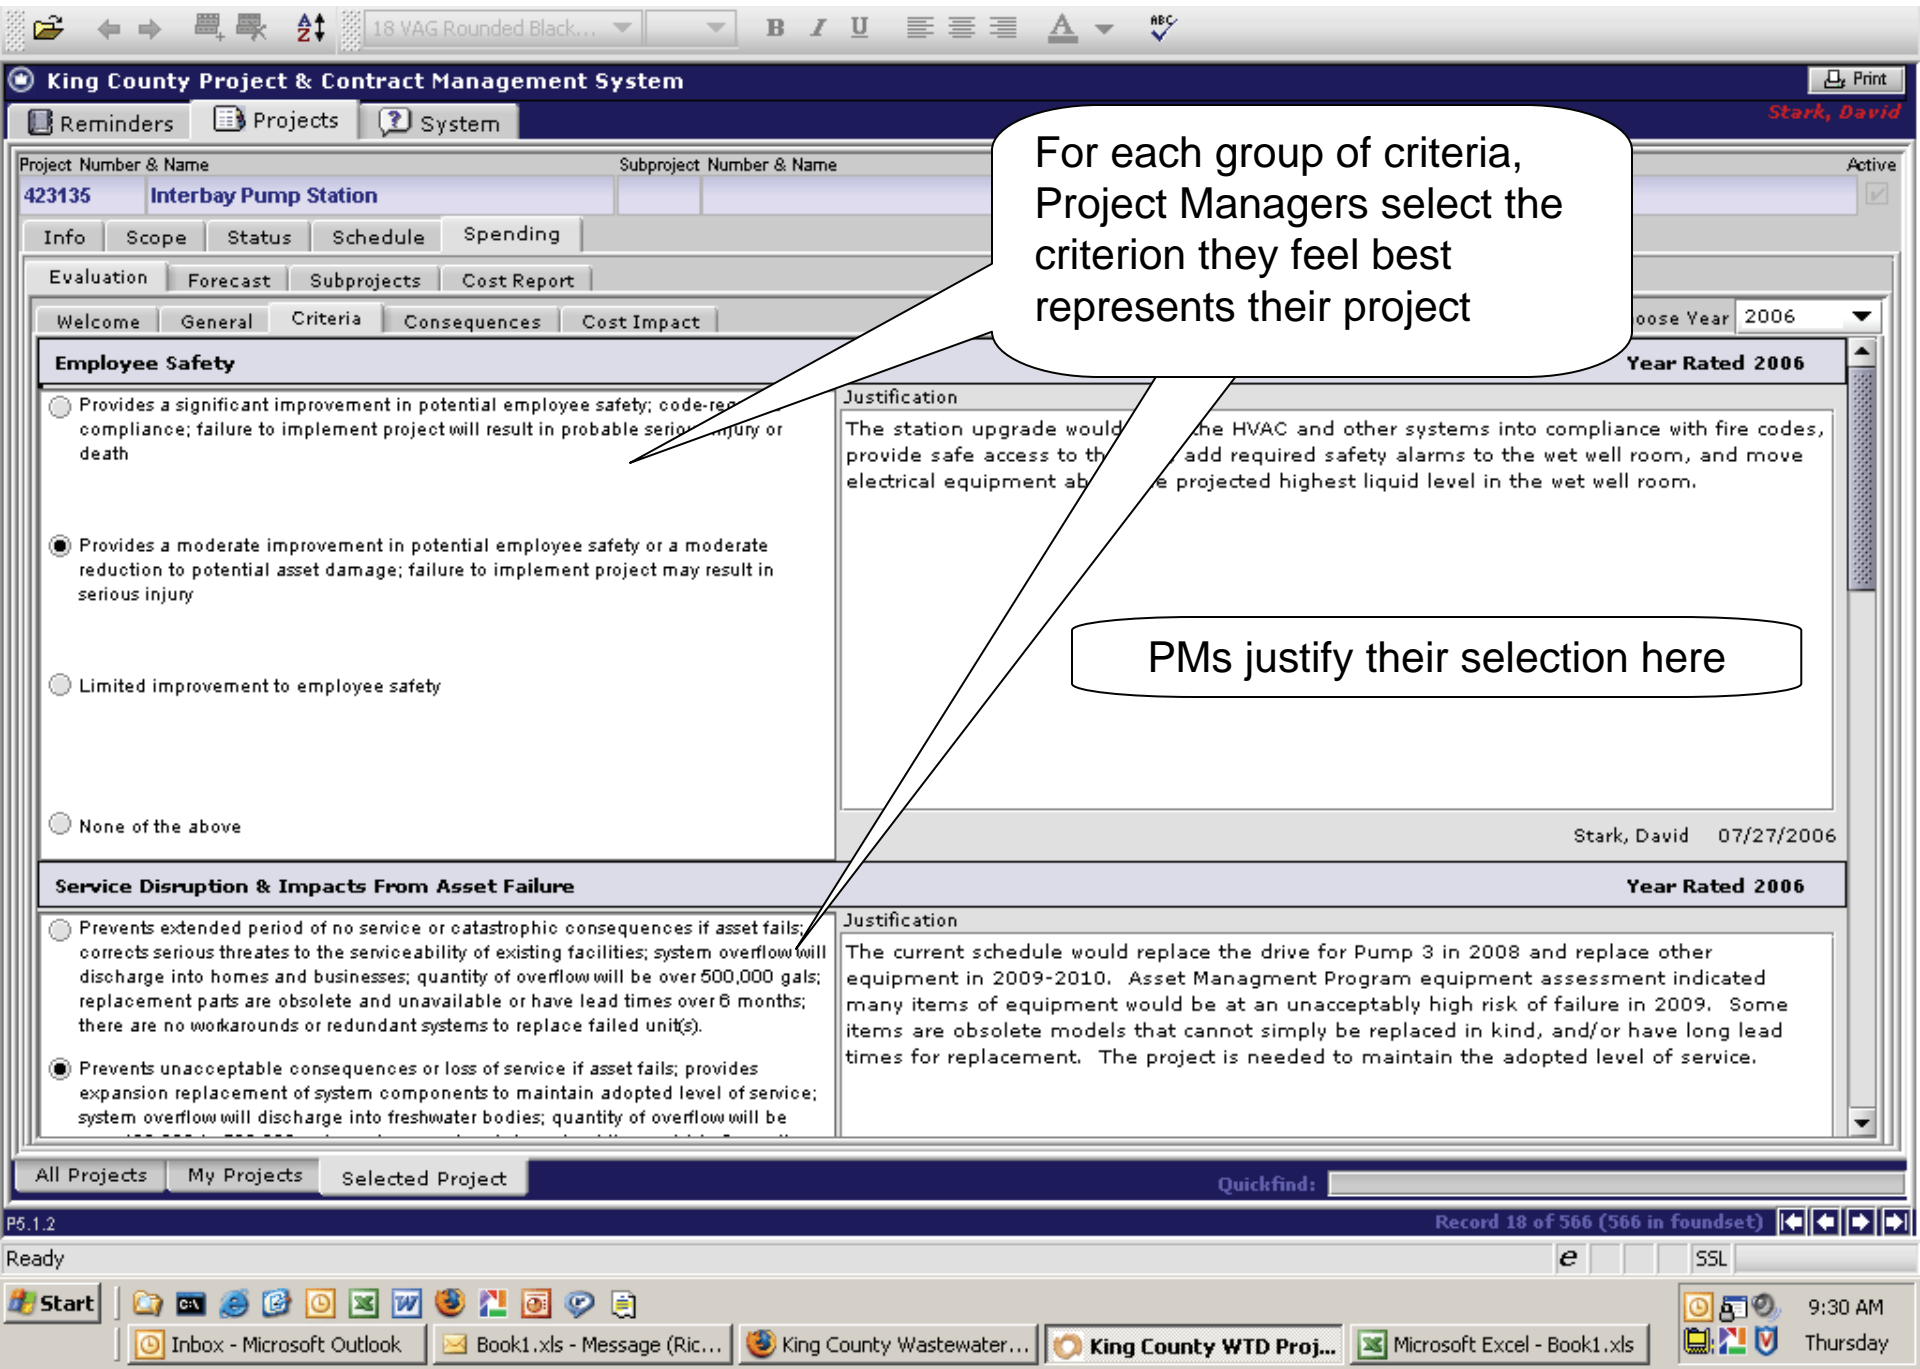 18 VAG Rounded Black...
B I U A ABC
King County Project & Contract Management System
Print
Reminders Projects System
Stark, David
Project Number & Name Subproject Number & Name Active
423135 Interbay Pump Station
Info Scope Status Schedule Spending
Evaluation Forecast Subprojects Cost Report
Welcome General Criteria Consequences Cost Impact
Year 2006
For each group of criteria,
Project Managers select the
criterion they feel best
represents their project
Employee Safety Year Rated 2006
Provides a significant improvement in potential employee safety;
compliance; failure to implement project will result in probable serious injury or
death
Provides a moderate improvement in potential employee safety or a moderate
reduction to potential asset damage; failure to implement project may result in
serious injury
Limited improvement to employee safety
None of the above
Justification
The station upgrade would the HVAC and other systems into compliance with fire codes,
provide safe access to add required safety alarms to the wet well room, and move
electrical equipment projected highest liquid level in the wet well room.
PMs justify their selection here
Stark, David 07/27/2006
Service Disruption & Impacts From Asset Failure Year Rated 2006
Prevents extended period of no service or catastrophic consequences if asset fails;
corrects serious threates to the serviceability of existing facilities; system overflow will
discharge into homes and businesses; quantity of overflow will be over 500,000 gals;
replacement parts are obsolete and unavailable or have lead times over 6 months;
there are no workarounds or redundant systems to replace failed unit(s).
Prevents unacceptable consequences or loss of service if asset fails; provides
expansion replacement of system components to maintain adopted level of service;
system overflow will discharge into freshwater bodies; quantity of overflow will be
Justification
The current schedule would replace the drive for Pump 3 in 2008 and replace other
equipment in 2009-2010. Asset Managment Program equipment assessment indicated
many items of equipment would be at an unacceptably high risk of failure in 2009. Some
items are obsolete models that cannot simply be replaced in kind, and/or have long lead
times for replacement. The project is needed to maintain the adopted level of service.
All Projects My Projects Selected Project
Quickfind:
P5.1.2
Record 18 of 566 (566 in foundset)
Ready SSL
Start 9:30 AM
Inbox - Microsoft Outlook Book1.xls - Message (Ric... King County Wastewater... King County WTD Proj... Microsoft Excel - Book1.xls Thursday